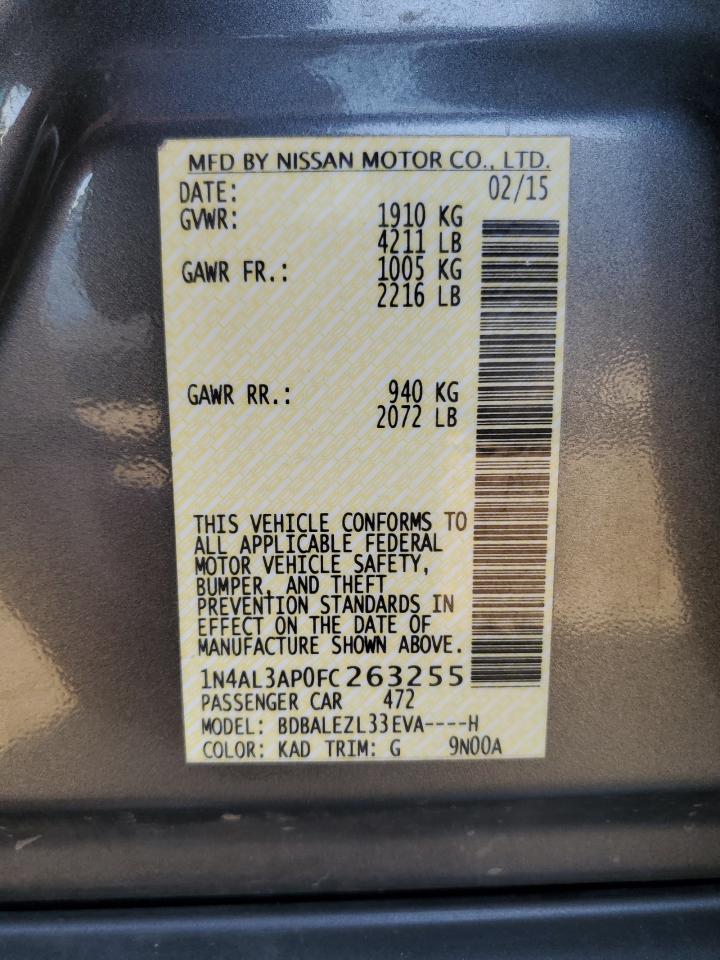 MFD BY NISSAN MOTOR CO., LTD.
DATE: 02/15
GVWR: 1910 KG
4211 LB
GAWR FR.: 1005 KG
2216 LB
GAWR RR.: 940 KG
2072 LB
THIS VEHICLE CONFORMS TO
ALL APPLICABLE FEDERAL
MOTOR VEHICLE SAFETY,
BUMPER, AND THEFT
PREVENTION STANDARDS IN
EFFECT ON THE DATE OF
MANUFACTURE SHOWN ABOVE.
1N4AL3AP0FC263255
PASSENGER CAR 472
MODEL: BDBALEZL33EVA----H
COLOR: KAD TRIM: G 9N00A